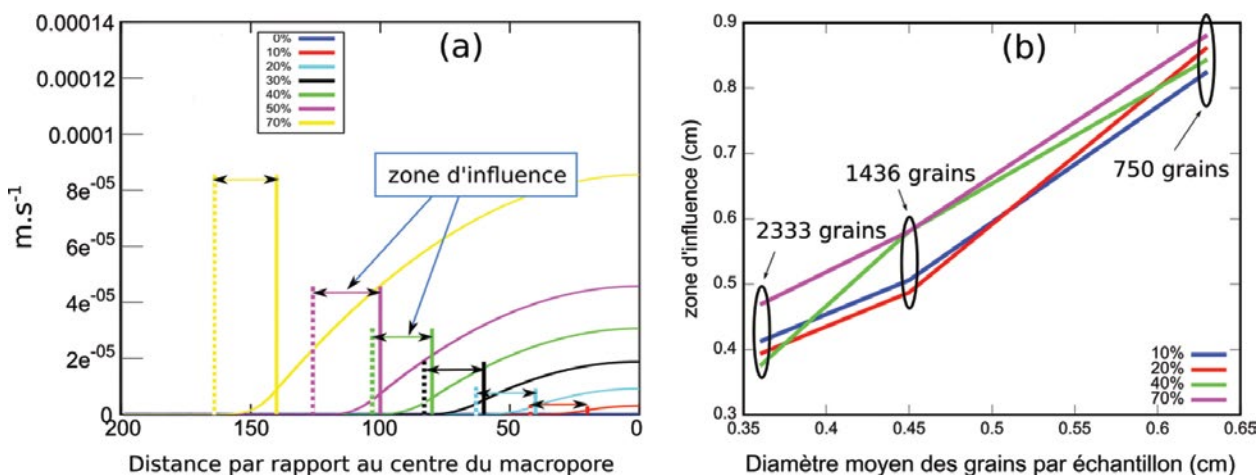 (a)
0.00014
0.00012
0.0001
8e-05
6e-05
4e-05
2e-05
0
m.s-1
0%
10%
20%
30%
40%
50%
70%
zone d'influence
200 150 100 50 0
Distance par rapport au centre du macropore
(b)
0.9
0.8
0.7
0.6
0.5
0.4
0.3
zone d'influence (cm)
2333 grains
1436 grains
750 grains
10%
20%
40%
70%
0.35 0.4 0.45 0.5 0.55 0.6 0.65
Diamètre moyen des grains par échantillon (cm)